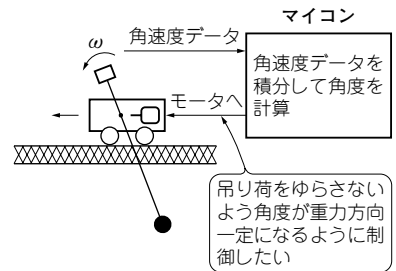 マイコン
ω
角速度データ
角速度データを
積分して角度を
計算
モータへ
吊り荷をゆらさない
よう角度が重力方向
一定になるように制
御したい